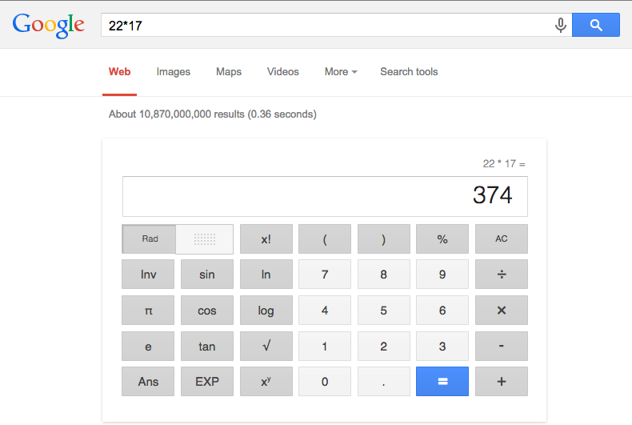 Google 22*17
Web Images Maps Videos More Search tools
About 10,870,000,000 results (0.36 seconds)
22 * 17 =
374
Rad x! ( ) % AC
Inv sin ln 7 8 9 ÷
π cos log 4 5 6 ×
e tan √ 1 2 3 -
Ans EXP xʸ 0 . = +